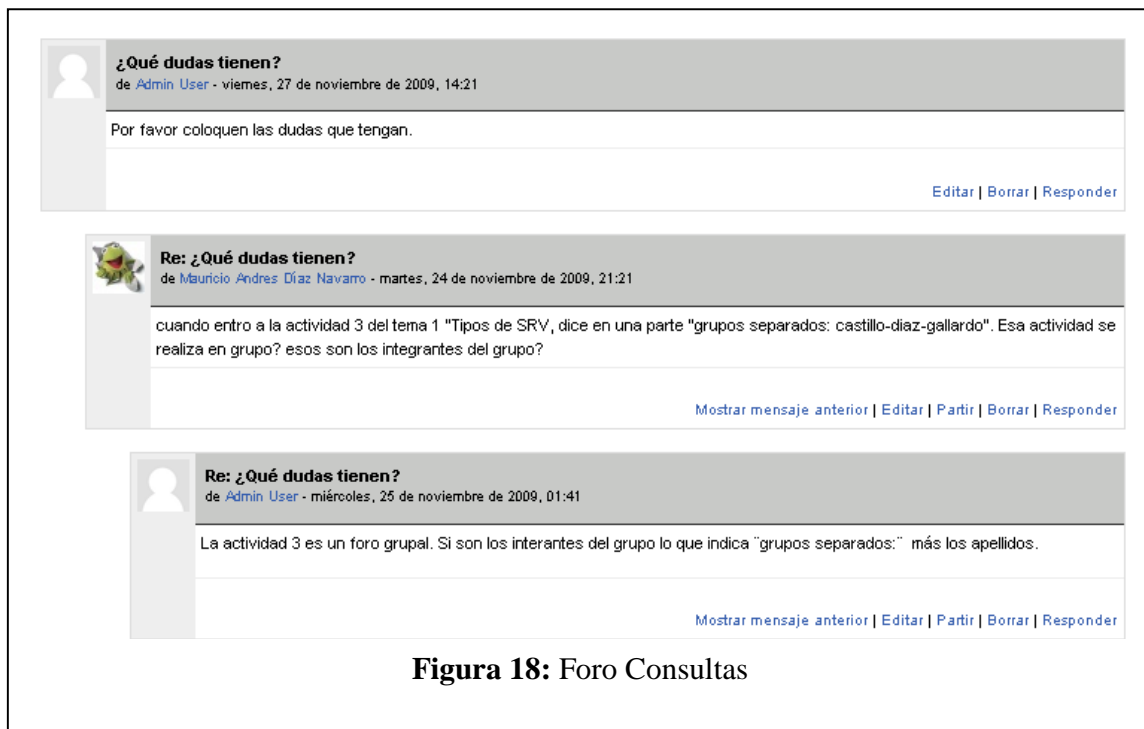 ¿Qué dudas tienen?
de Admin User - viernes, 27 de noviembre de 2009, 14:21
Por favor coloquen las dudas que tengan.
Editar | Borrar | Responder
Re: ¿Qué dudas tienen?
de Mauricio Andres Díaz Navarro - martes, 24 de noviembre de 2009, 21:21
cuando entro a la actividad 3 del tema 1 "Tipos de SRV, dice en una parte "grupos separados: castillo-diaz-gallardo". Esa actividad se
realiza en grupo? esos son los integrantes del grupo?
Mostrar mensaje anterior | Editar | Partir | Borrar | Responder
Re: ¿Qué dudas tienen?
de Admin User - miércoles, 25 de noviembre de 2009, 01:41
La actividad 3 es un foro grupal. Si son los interantes del grupo lo que indica ¨grupos separados:¨ más los apellidos.
Mostrar mensaje anterior | Editar | Partir | Borrar | Responder
Figura 18: Foro Consultas